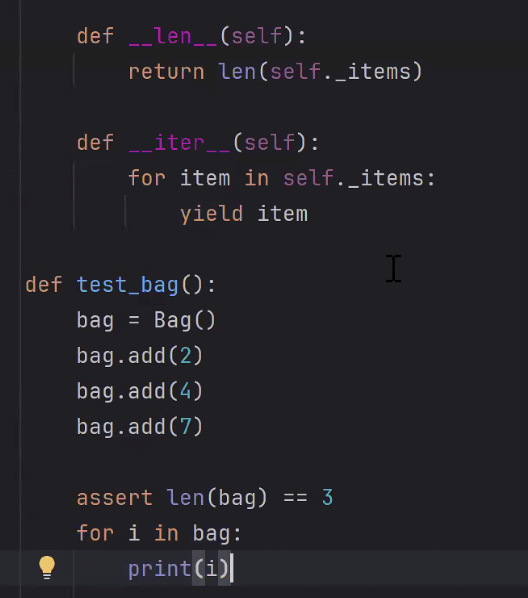 def __len__(self):
return len(self._items)
def __iter__(self):
for item in self._items:
yield item
def test_bag():
bag = Bag()
bag.add(2)
bag.add(4)
bag.add(7)
assert len(bag) == 3
for i in bag:
print(i)